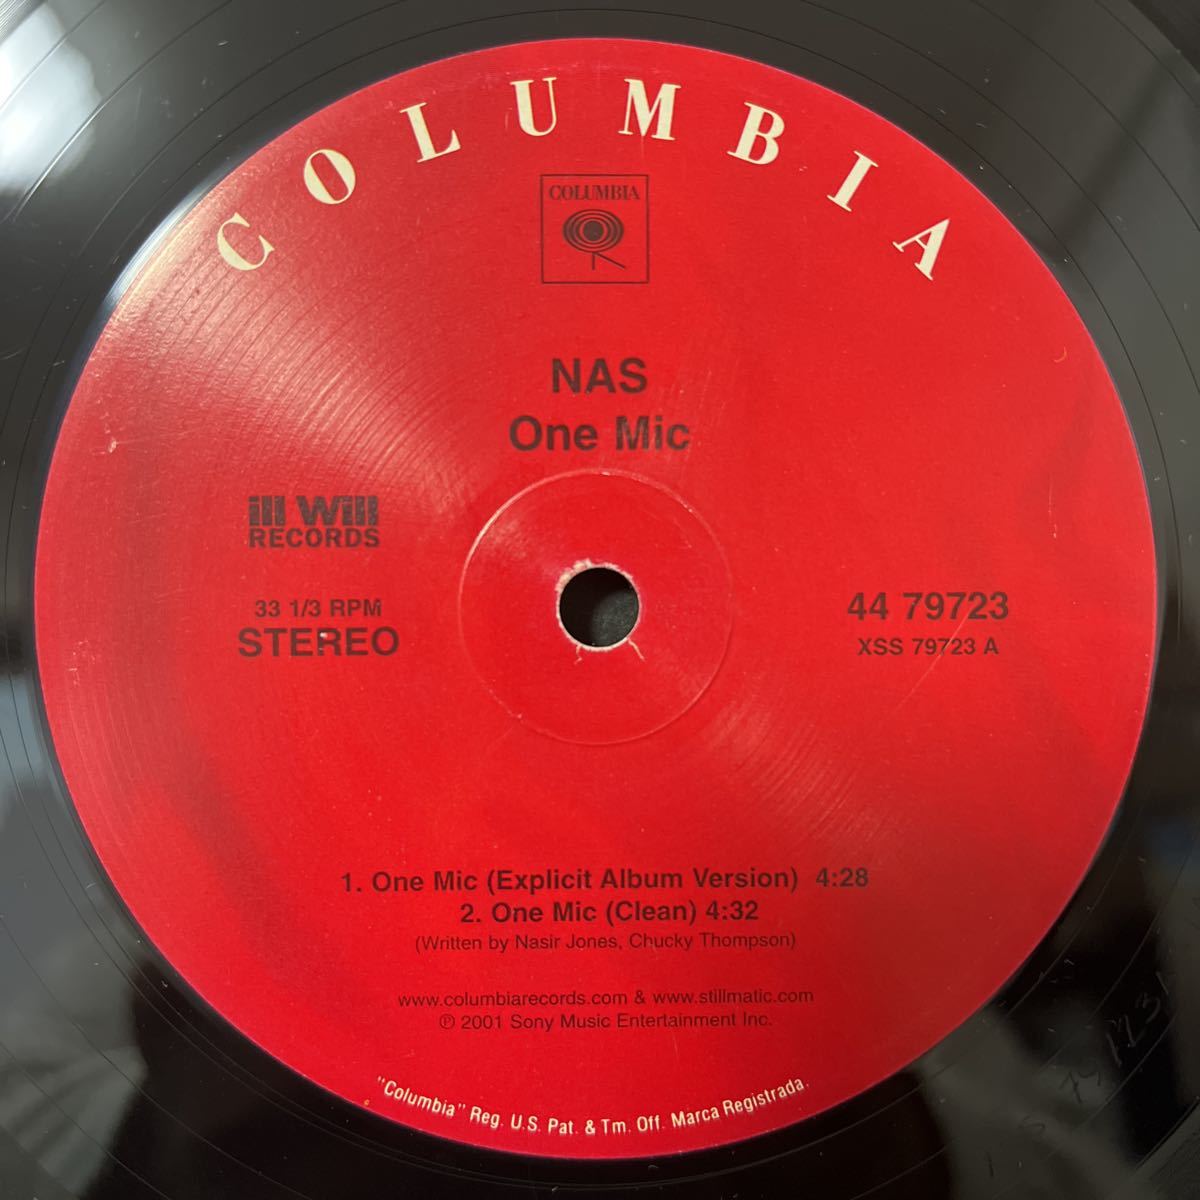 COLUMBIA
COLUMBIA
NAS
One Mic
ill Will
RECORDS
33 1/3 RPM
STEREO
44 79723
XSS 79723 A
1. One Mic (Explicit Album Version) 4:28
2. One Mic (Clean) 4:32
(Written by Nasir Jones, Chucky Thompson)
www.columbiarecords.com & www.stillmatic.com
℗ 2001 Sony Music Entertainment Inc.
"Columbia" Reg. U.S. Pat. & Tm. Off. Marca Registrada.